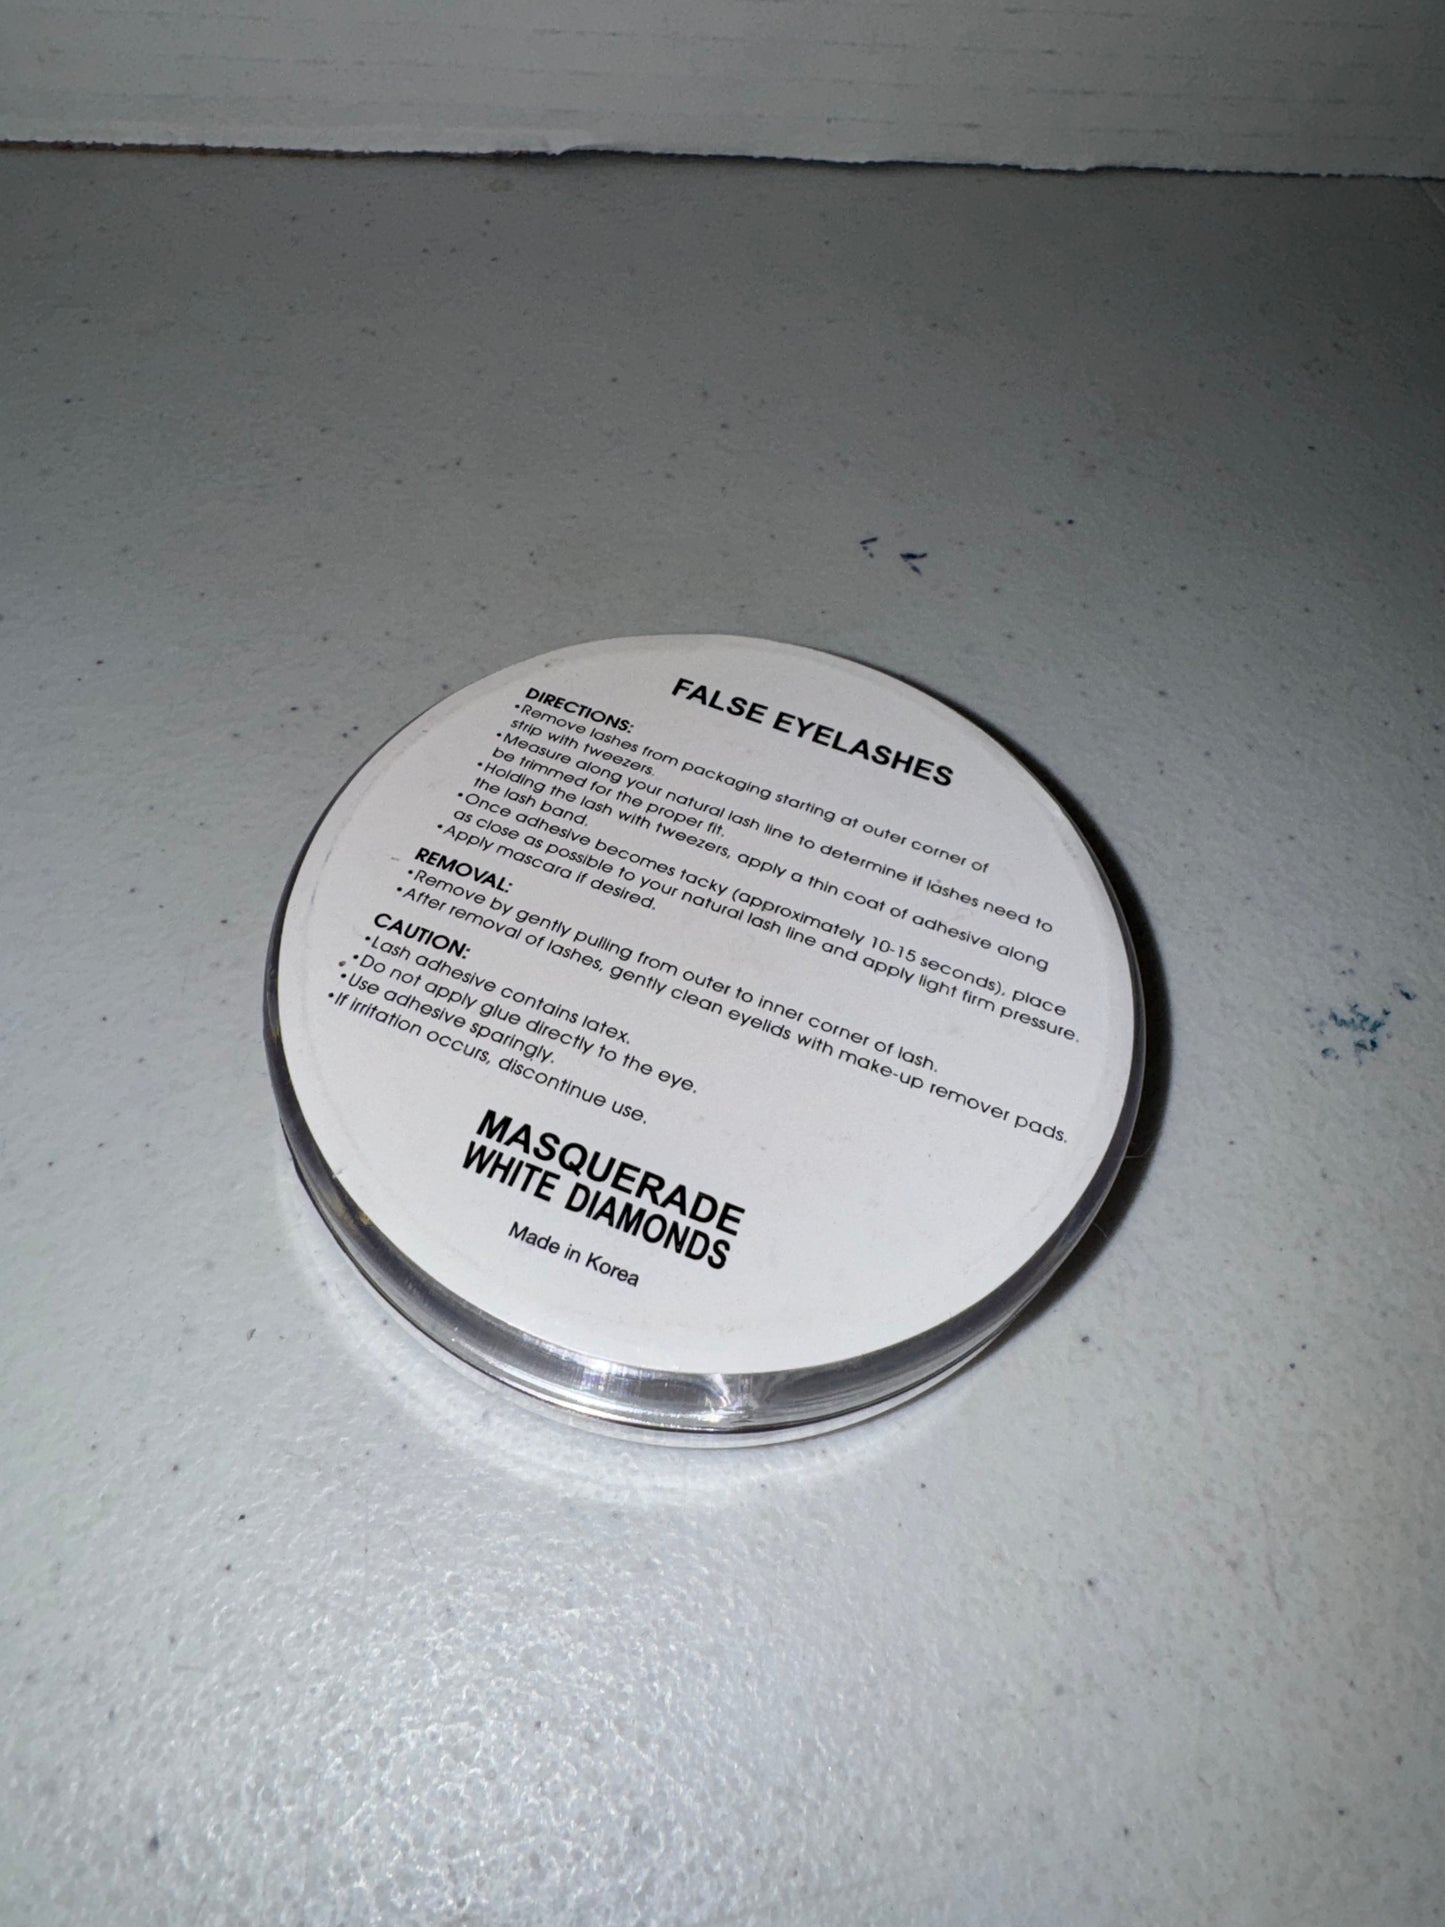 FALSE EYELASHES
DIRECTIONS:
•Remove lashes from packaging starting at outer corner of
strip with tweezers.
•Measure along your natural lash line to determine if lashes need to
be trimmed for the proper fit.
•Holding the lash with tweezers, apply a thin coat of adhesive along
the lash band.
•Once adhesive becomes tacky (approximately 10-15 seconds), place
as close as possible to your natural lash line and apply light firm pressure.
•Apply mascara if desired.
REMOVAL:
•Remove by gently pulling from outer to inner corner of lash.
•After removal of lashes, gently clean eyelids with make-up remover pads.
CAUTION:
•Lash adhesive contains latex.
•Do not apply glue directly to the eye.
•Use adhesive sparingly.
•If irritation occurs, discontinue use.
MASQUERADE
WHITE DIAMONDS
Made in Korea